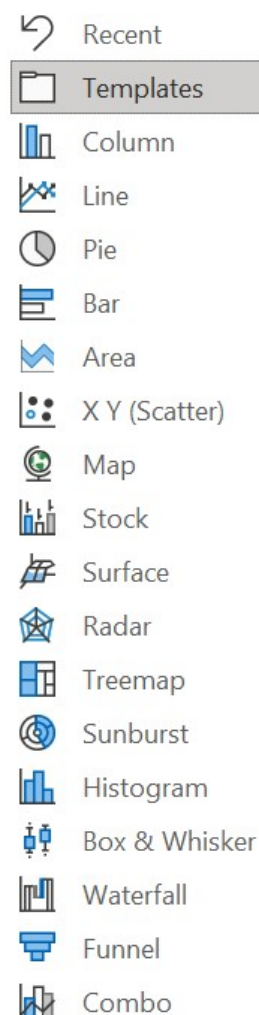 Recent
Templates
Column
Line
Pie
Bar
Area
X Y (Scatter)
Map
Stock
Surface
Radar
Treemap
Sunburst
Histogram
Box & Whisker
Waterfall
Funnel
Combo